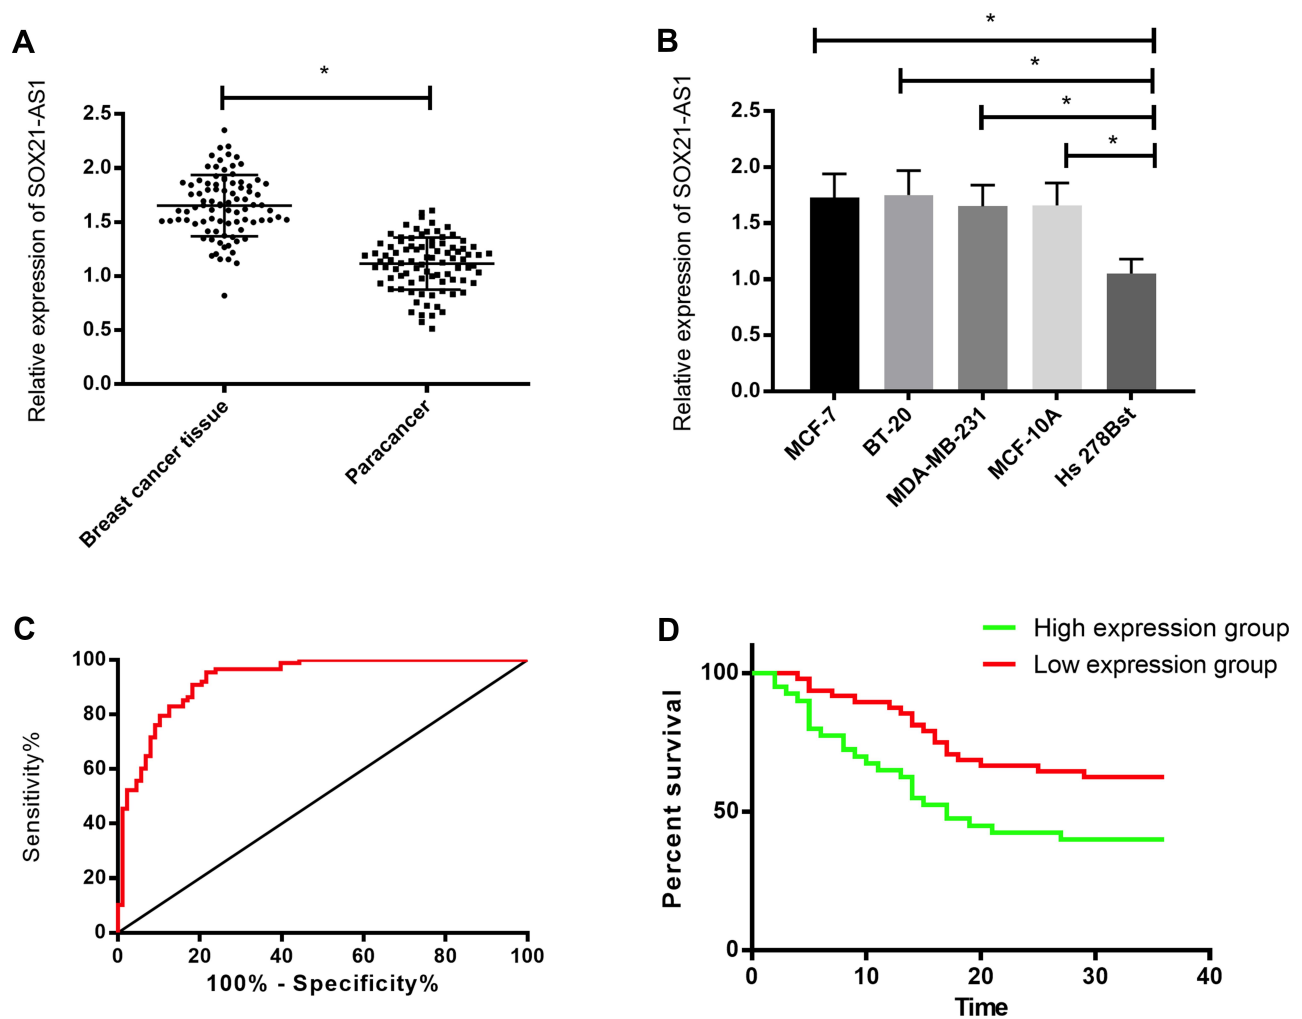 A
Relative expression of SOX21-AS1
*
2.5
2.0
1.5
1.0
0.5
0.0
Breast cancer tissue
Paracancer
B
Relative expression of SOX21-AS1
*
*
*
*
2.5
2.0
1.5
1.0
0.5
0.0
MCF-7
BT-20
MDA-MB-231
MCF-10A
Hs 278Bst
C
Sensitivity%
100
80
60
40
20
0
0 20 40 60 80 100
100% - Specificity%
D
High expression group
Low expression group
Percent survival
100
50
0
0 10 20 30 40
Time